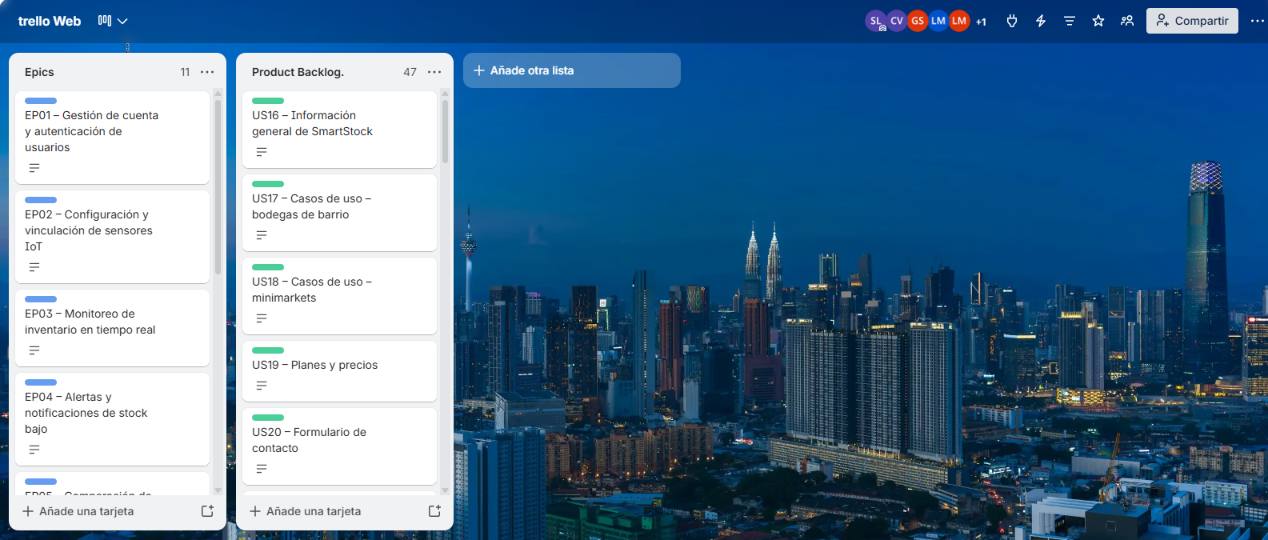 trello Web
SL CV GS LM LM +1
Compartir
Epics 11
EP01 – Gestión de cuenta
y autenticación de
usuarios
EP02 – Configuración y
vinculación de sensores
IoT
EP03 – Monitoreo de
inventario en tiempo real
EP04 – Alertas y
notificaciones de stock
bajo
EP05 – Comparación de
Añade una tarjeta
Product Backlog. 47
US16 – Información
general de SmartStock
US17 – Casos de uso –
bodegas de barrio
US18 – Casos de uso –
minimarkets
US19 – Planes y precios
US20 – Formulario de
contacto
Añade una tarjeta
Añade otra lista